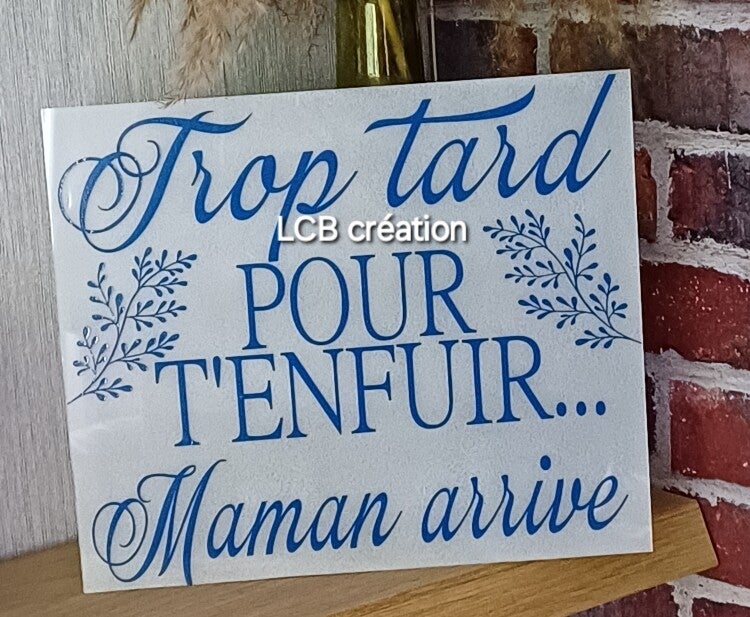 Trop tard
LCB création
POUR
T'ENFUIR...
Maman arrive